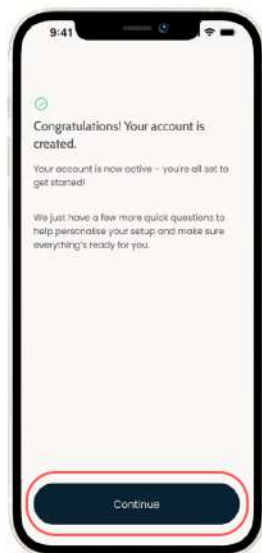 9:41
Congratulations! Your account is
created.
Your account is now active – you're all set to
get started!
We just have a few more quick questions to
help personalise your setup and make sure
everything's ready for you.
Continue